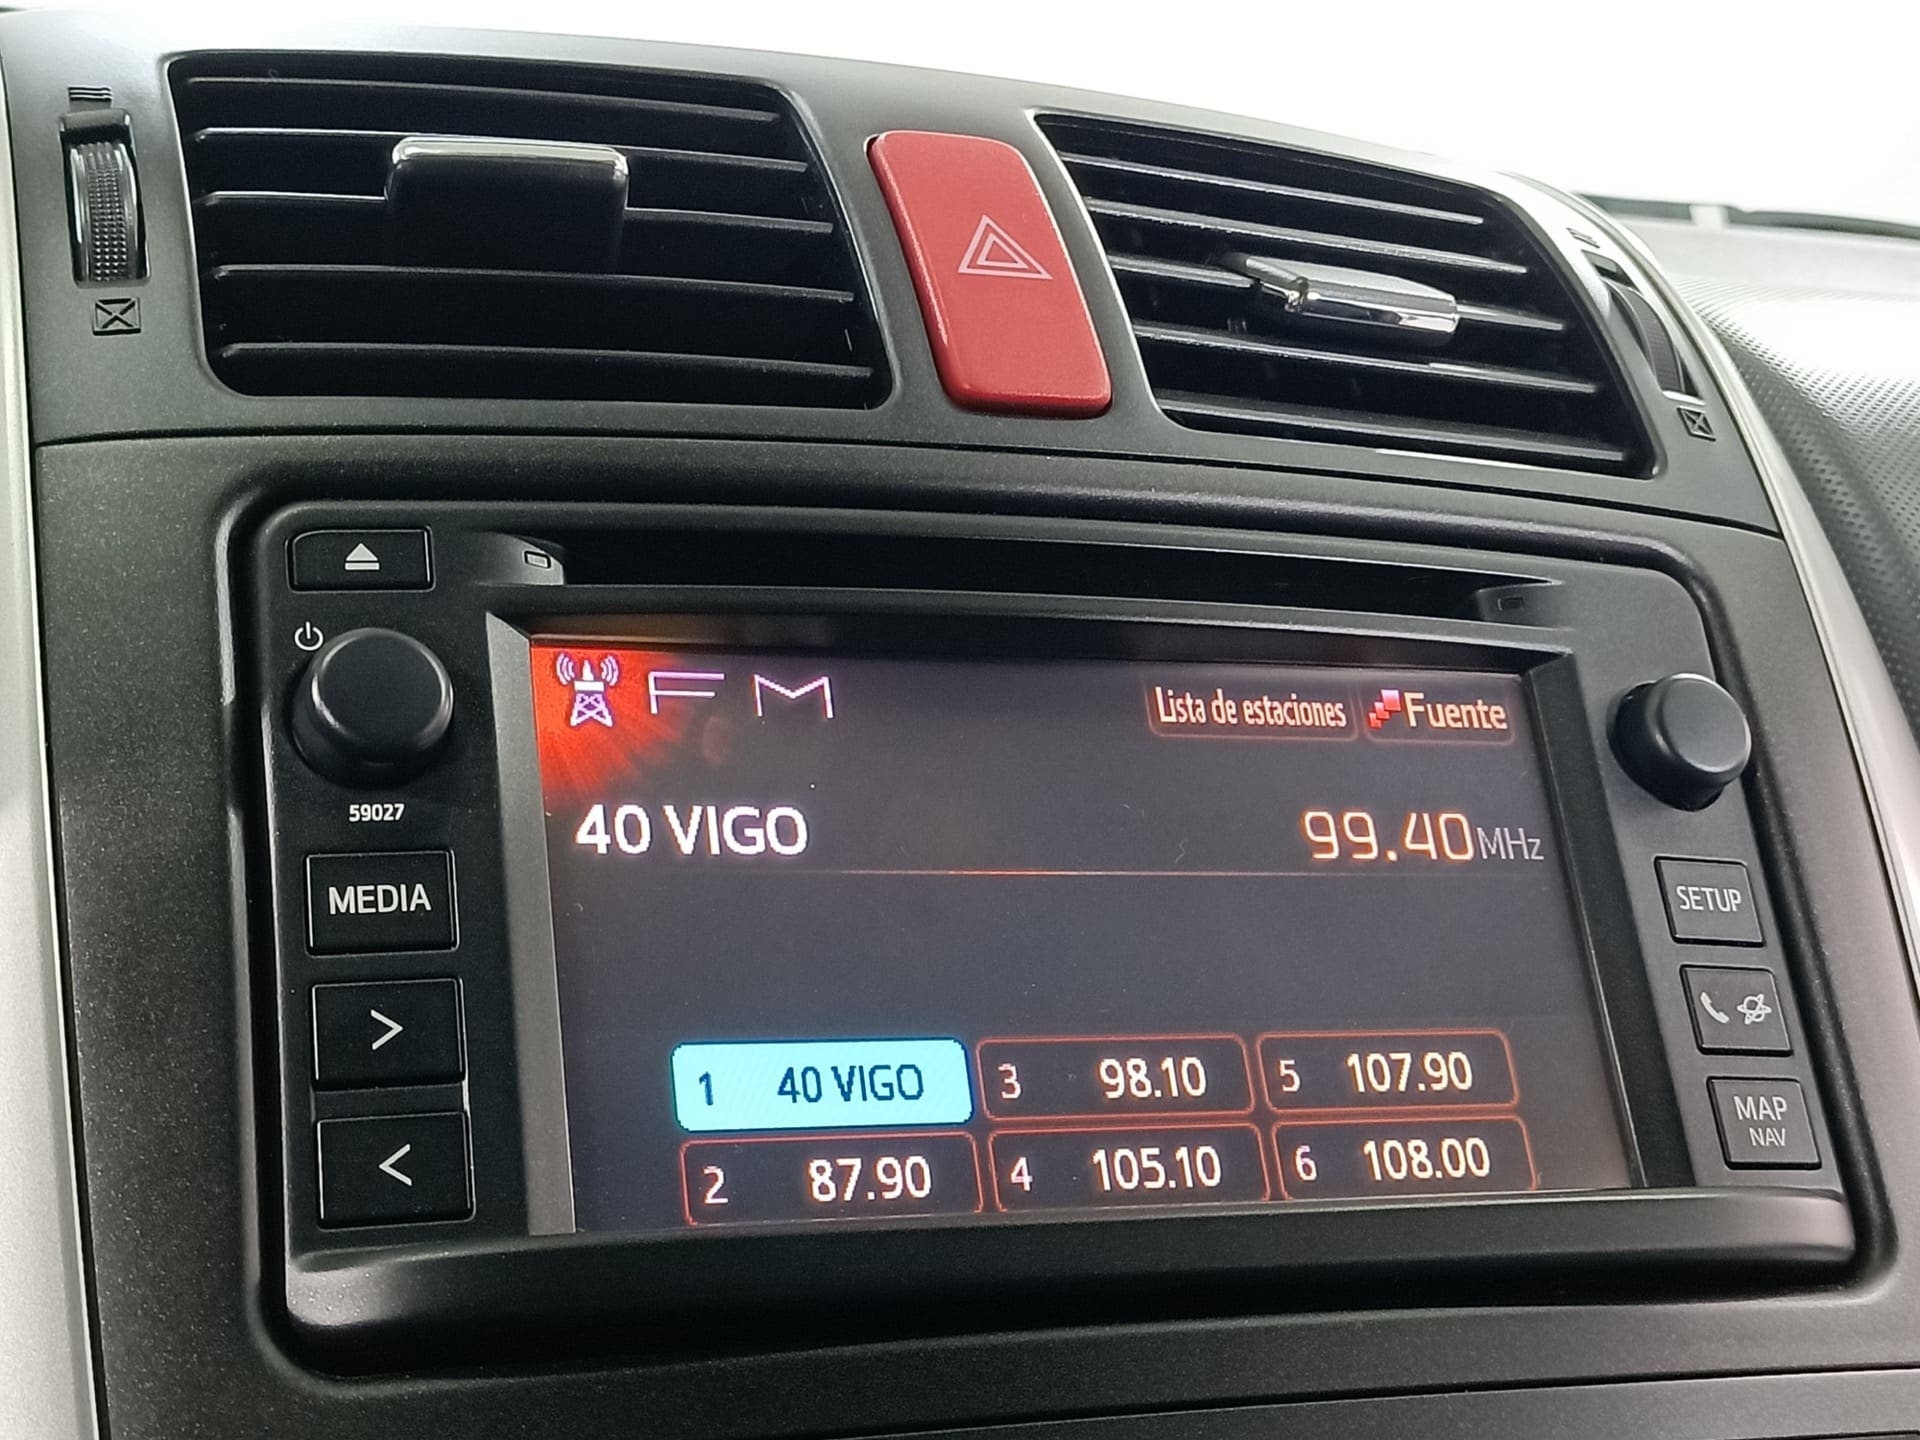 FM
Lista de estaciones
Fuente
40 VIGO
99.40MHz
59027
MEDIA
SETUP
>
<
1 40 VIGO
3 98.10
5 107.90
2 87.90
4 105.10
6 108.00
MAP
NAV